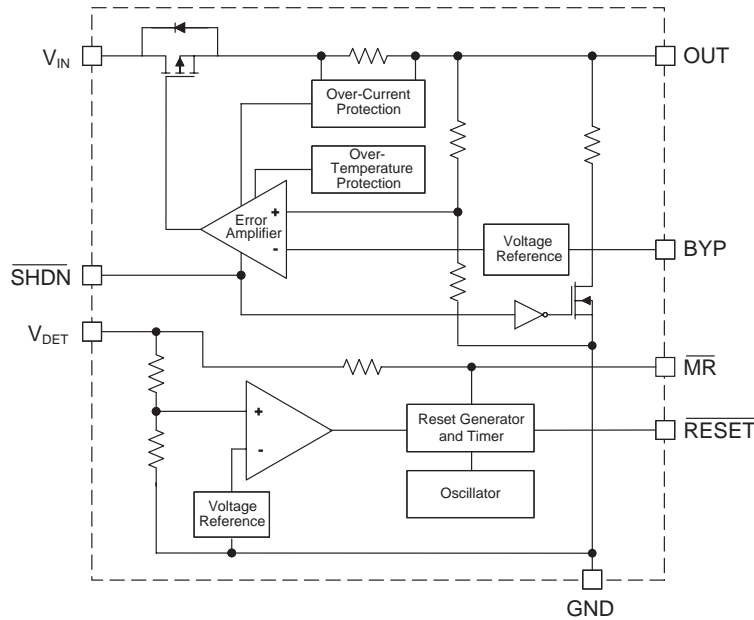 V_IN
OUT
Over-Current
Protection
Over-
Temperature
Protection
+
Error
Amplifier
-
Voltage
Reference
BYP
SHDN
V_DET
MR
+
-
Reset Generator
and Timer
RESET
Voltage
Reference
Oscillator
GND